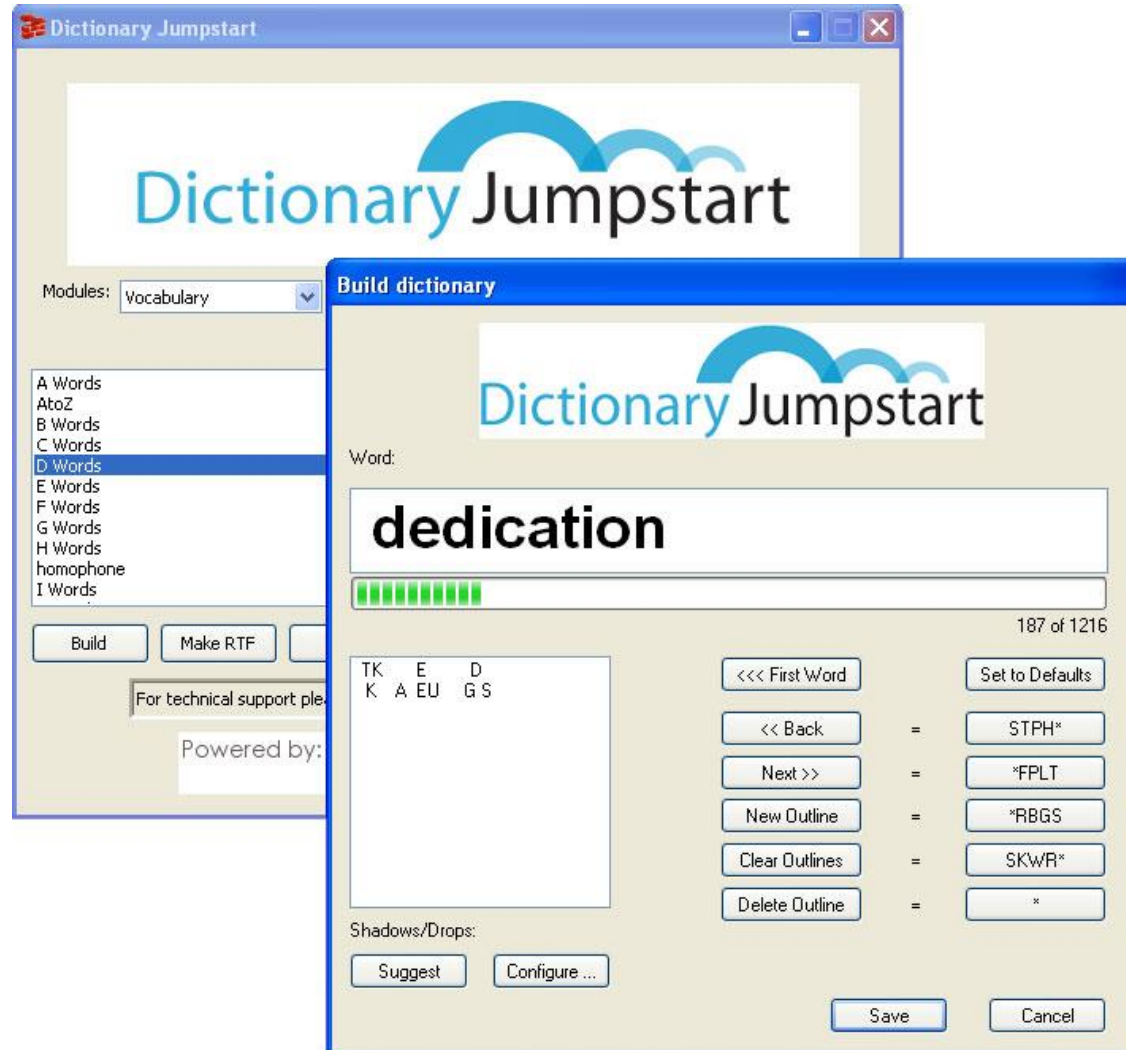 Dictionary Jumpstart
Dictionary Jumpstart
Modules: Vocabulary
A Words
AtoZ
B Words
C Words
D Words
E Words
F Words
G Words
H Words
homophone
I Words
Build Make RTF
For technical support
Powered by:
Build dictionary
Dictionary Jumpstart
Word:
dedication
187 of 1216
TK E D
K A EU G S
<<< First Word Set to Defaults
<< Back = STPH*
Next >> = *FPLT
New Outline = *RBGS
Clear Outlines = SKWR*
Delete Outline = *
Shadows/Drops:
Suggest Configure ...
Save Cancel